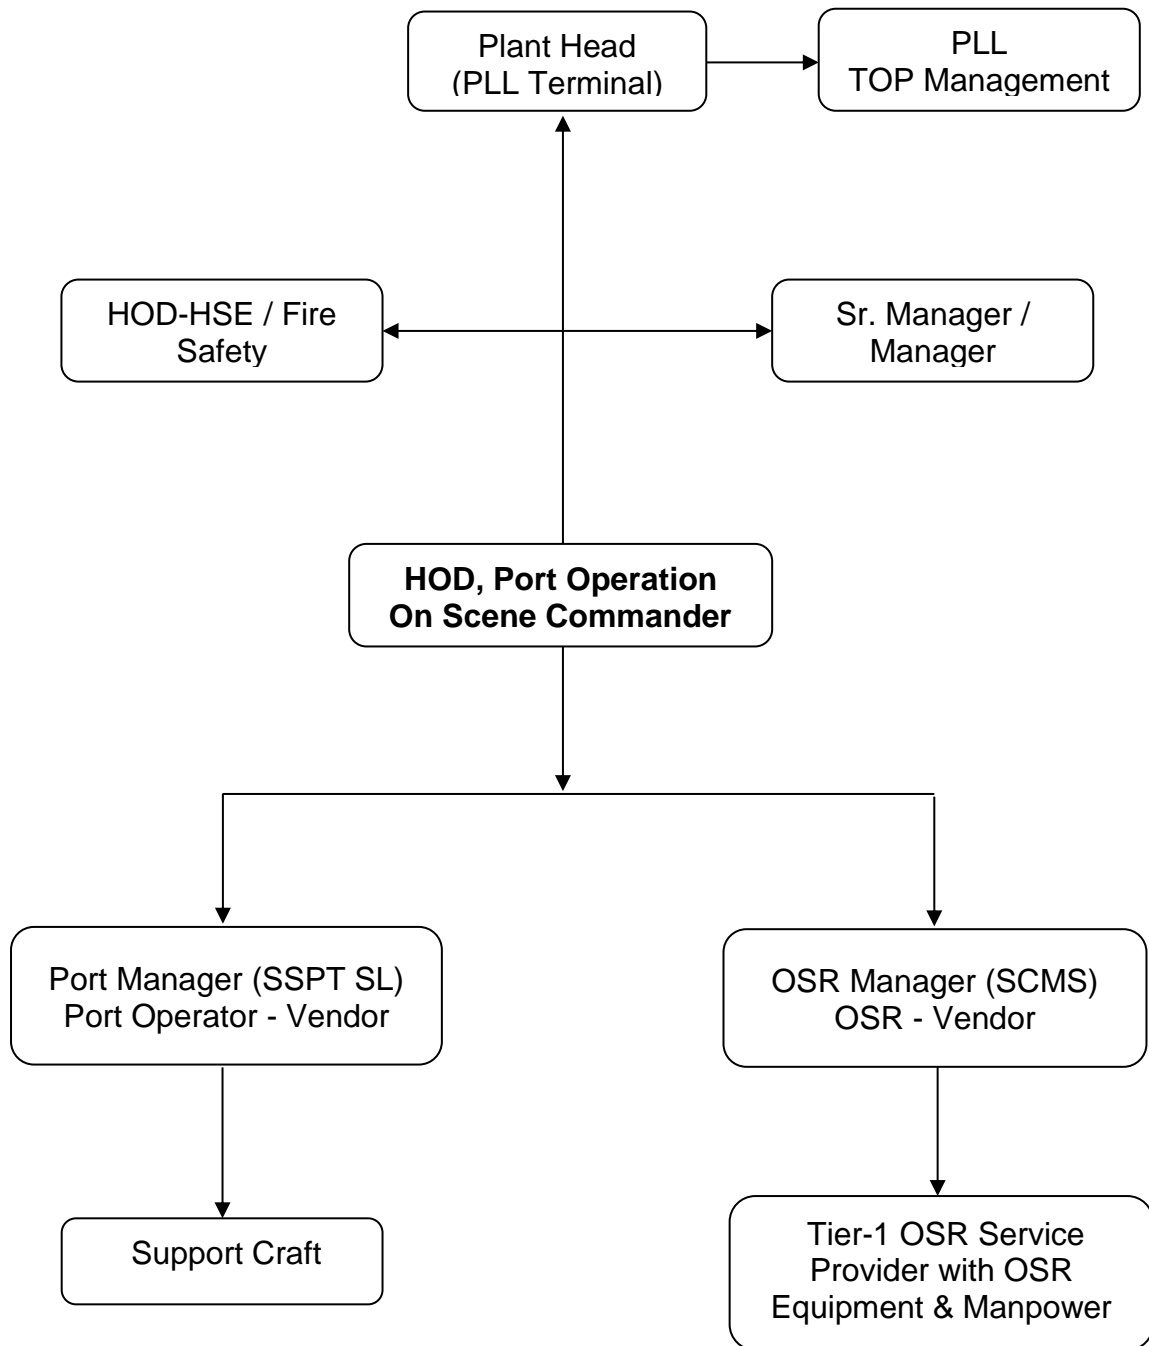 Plant Head
(PLL Terminal)
PLL
TOP Management
HOD-HSE / Fire
Safety
Sr. Manager /
Manager
HOD, Port Operation
On Scene Commander
Port Manager (SSPT SL)
Port Operator - Vendor
OSR Manager (SCMS)
OSR - Vendor
Support Craft
Tier-1 OSR Service
Provider with OSR
Equipment & Manpower